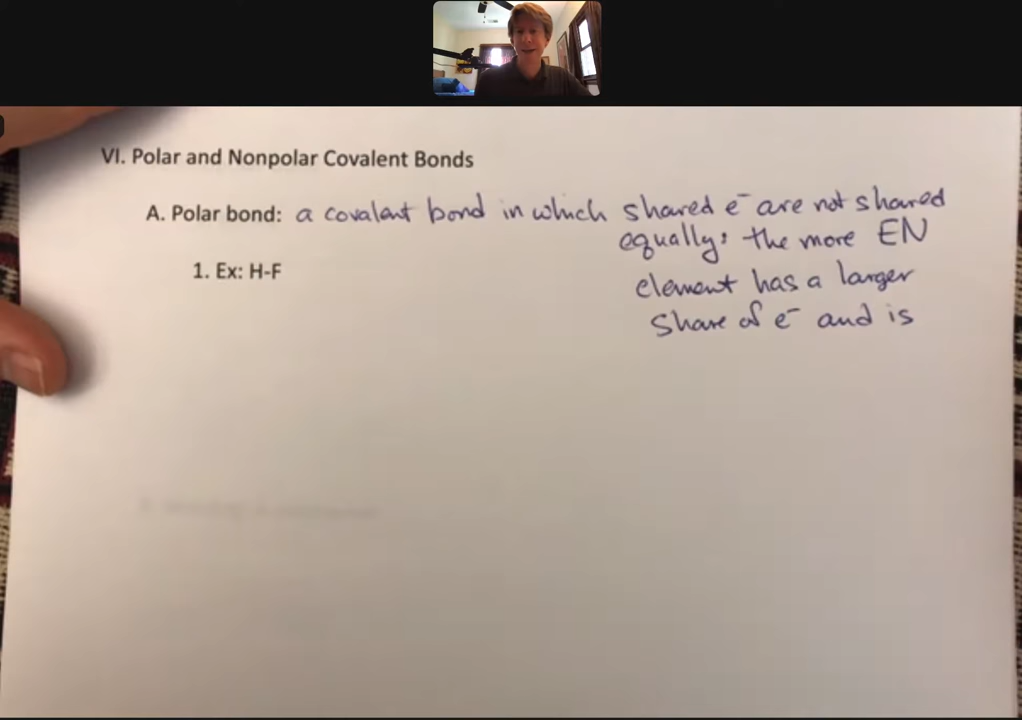 VI. Polar and Nonpolar Covalent Bonds
A. Polar bond: a covalent bond in which shared e⁻ are not shared
equally; the more EN
element has a larger
share of e⁻ and is
1. Ex: H-F